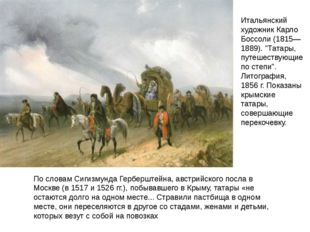 Итальянский
художник Карло
Боссоли (1815—
1889). "Татары,
путешествующие
по степи".
Литография,
1856 г. Показаны
крымские
татары,
совершающие
перекочевку.
По словам Сигизмунда Герберштейна, австрийского посла в
Москве (в 1517 и 1526 гг.), побывавшего в Крыму, татары «не
остаются долго на одном месте... Стравили пастбища в одном
месте, они переселяются в другое со стадами, женами и детьми,
которых везут с собой на повозках